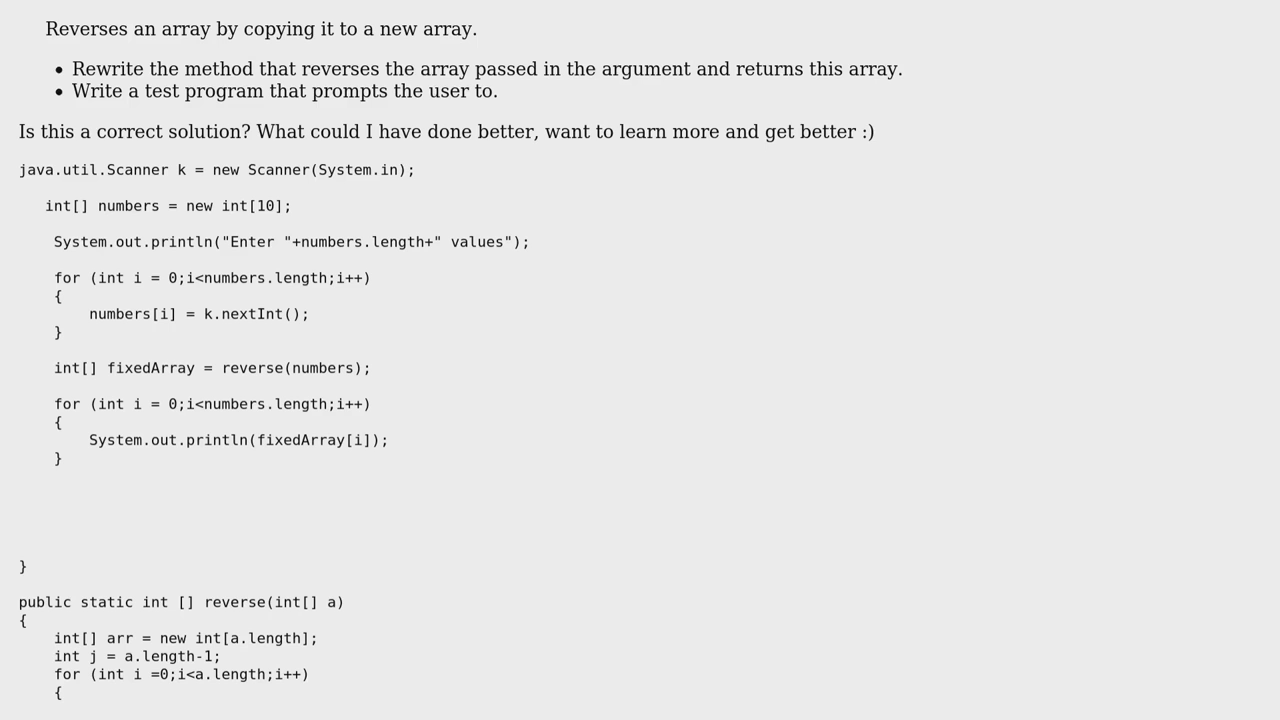 Reverses an array by copying it to a new array.
• Rewrite the method that reverses the array passed in the argument and returns this array.
• Write a test program that prompts the user to.
Is this a correct solution? What could I have done better, want to learn more and get better :)
java.util.Scanner k = new Scanner(System.in);
int[] numbers = new int[10];
System.out.println("Enter "+numbers.length+" values");
for (int i = 0;i<numbers.length;i++)
{
numbers[i] = k.nextInt();
}
int[] fixedArray = reverse(numbers);
for (int i = 0;i<numbers.length;i++)
{
System.out.println(fixedArray[i]);
}
}
public static int [] reverse(int[] a)
{
int[] arr = new int[a.length];
int j = a.length-1;
for (int i =0;i<a.length;i++)
{